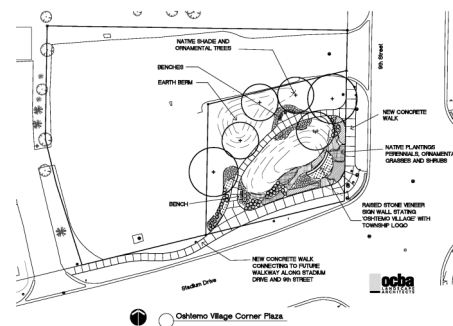 NATIVE SHADE AND
ORNAMENTAL TREES
BENCHES
EARTH BERM
9th Street
NEW CONCRETE
WALK
NATIVE PLANTINGS
PERENNIALS, ORNAMENTAL
GRASSES AND SHRUBS
BENCH
RAISED STONE VENEER
SIGN WALL STATING
'OSHTEMO VILLAGE' WITH
TOWNSHIP LOGO
NEW CONCRETE WALK
CONNECTING TO FUTURE
WALKWAY ALONG STADIUM
DRIVE AND 9TH STREET
Stadium Drive
ocba
LANDSCAPE
ARCHITECTS
Oshtemo Village Corner Plaza